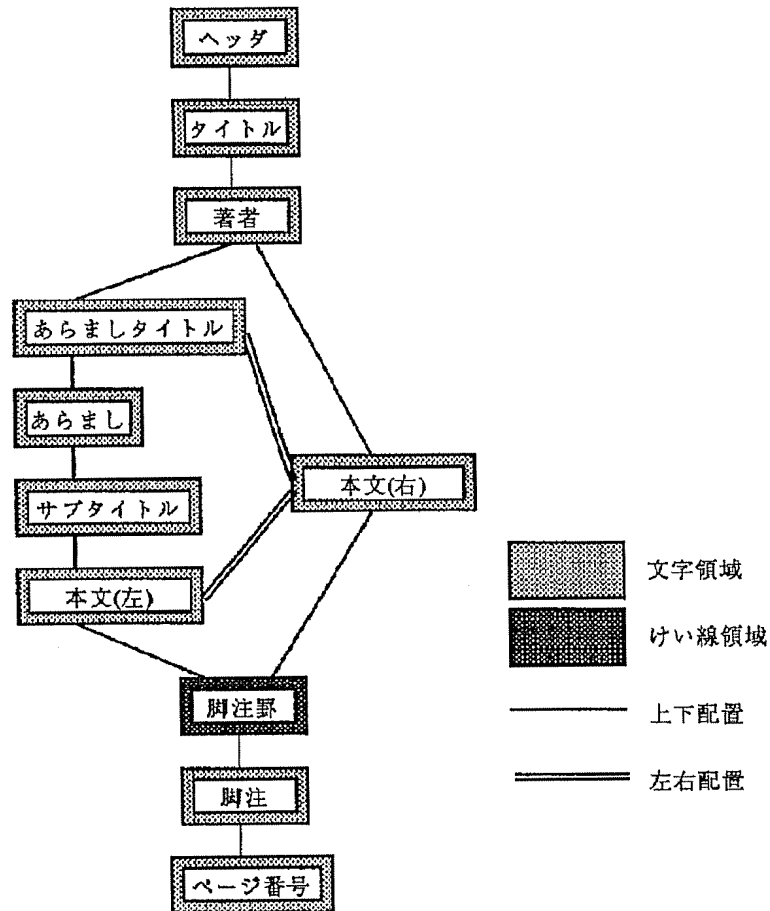 ヘッダ
タイトル
著者
あらましタイトル
あらまし
サブタイトル
本文(左)
本文(右)
脚注罫
脚注
ページ番号
文字領域
けい線領域
上下配置
左右配置